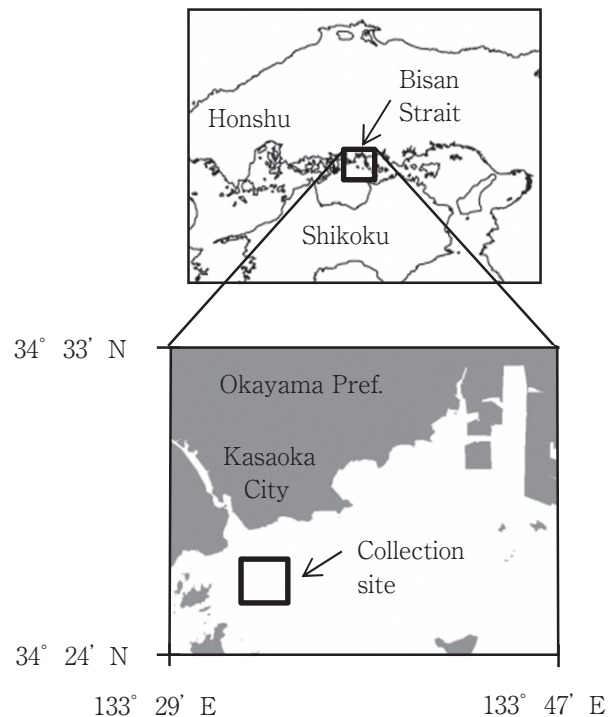 Bisan
Strait
Honshu
Shikoku
34° 33′ N
Okayama Pref.
Kasaoka
City
Collection
site
34° 24′ N
133° 29′ E
133° 47′ E